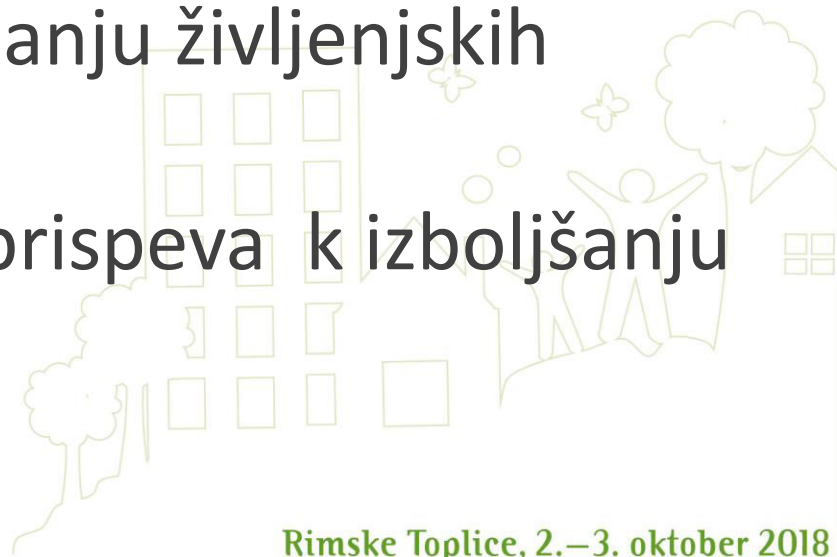 anju življenjskih
prispeva k izboljšanju
Rimske Toplice, 2.–3. oktober 2018